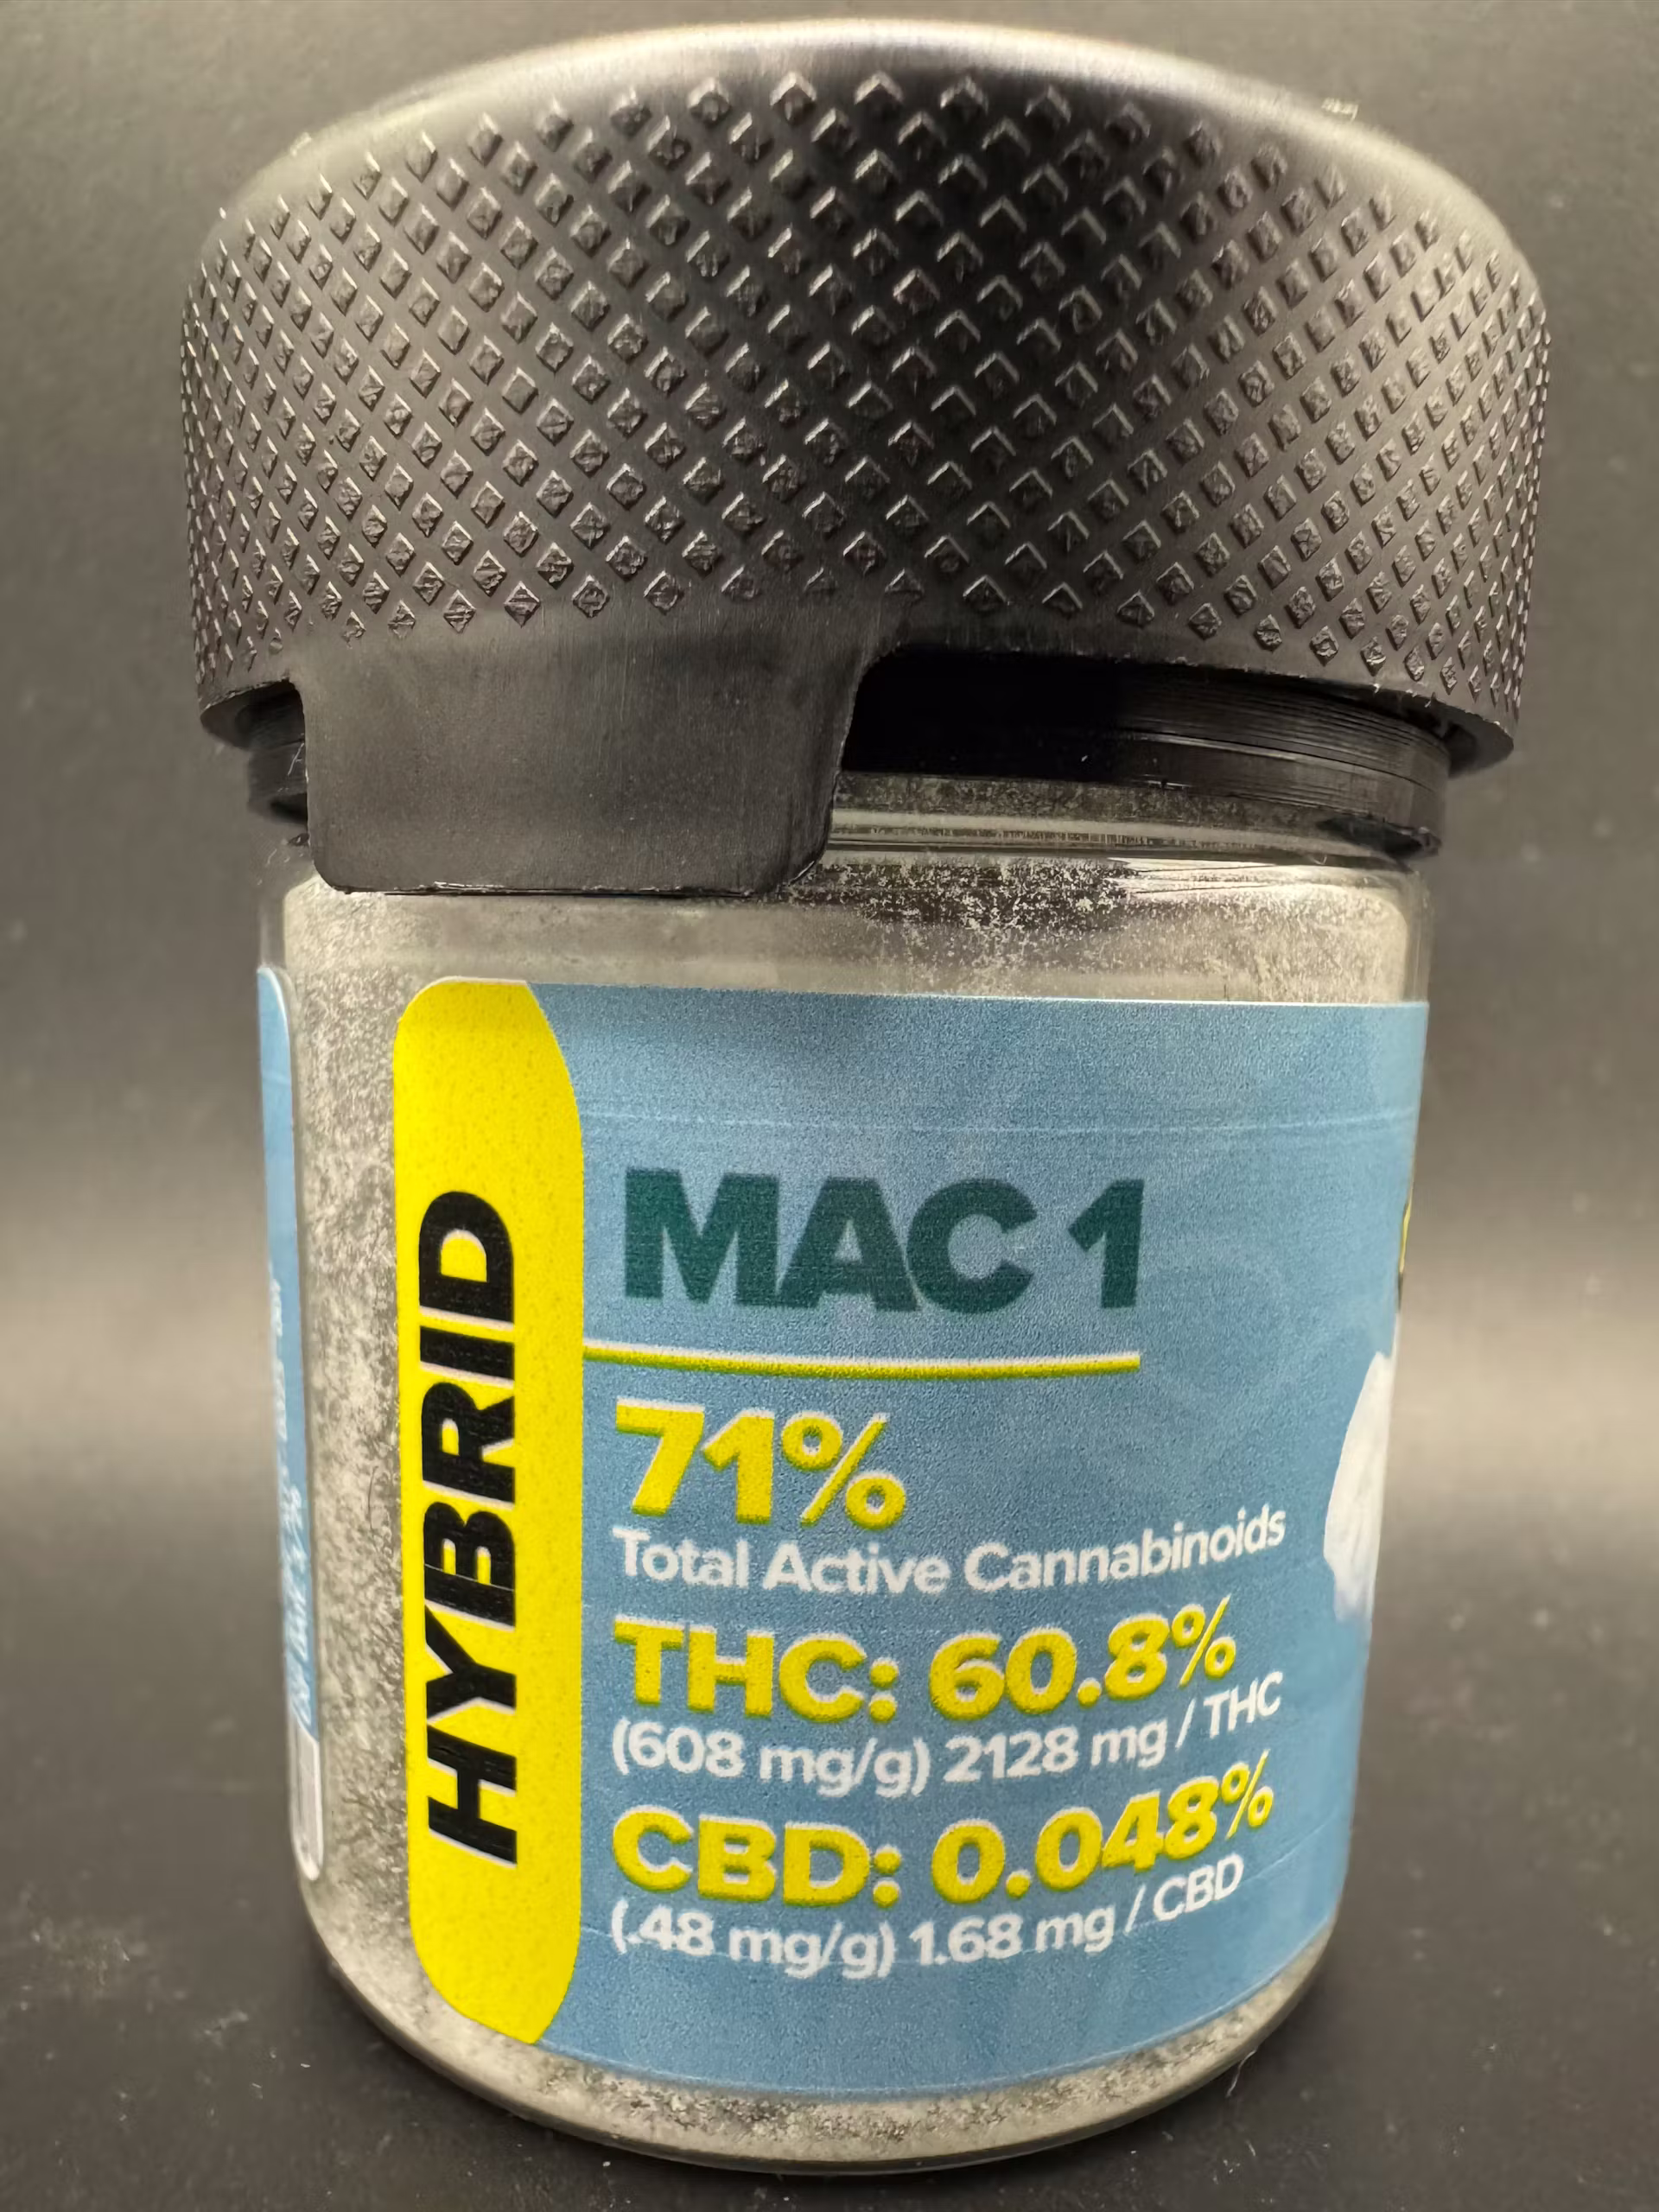 HYBRID
MAC 1
71%
Total Active Cannabinoids
THC: 60.8%
(608 mg/g) 2128 mg / THC
CBD: 0.048%
(.48 mg/g) 1.68 mg / CBD